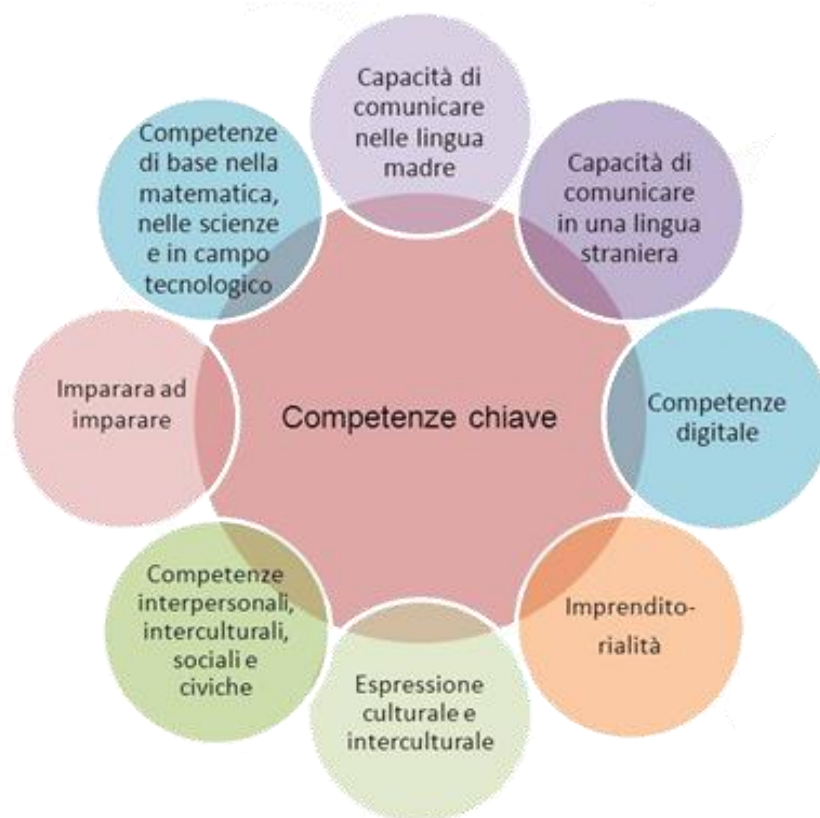 Capacità di
comunicare
nelle lingua
madre
Capacità di
comunicare
in una lingua
straniera
Competenze
digitale
Imprendito-
rialità
Espressione
culturale e
interculturale
Competenze
interpersonali,
interculturali,
sociali e
civiche
Imparara ad
imparare
Competenze
di base nella
matematica,
nelle scienze
e in campo
tecnologico
Competenze chiave